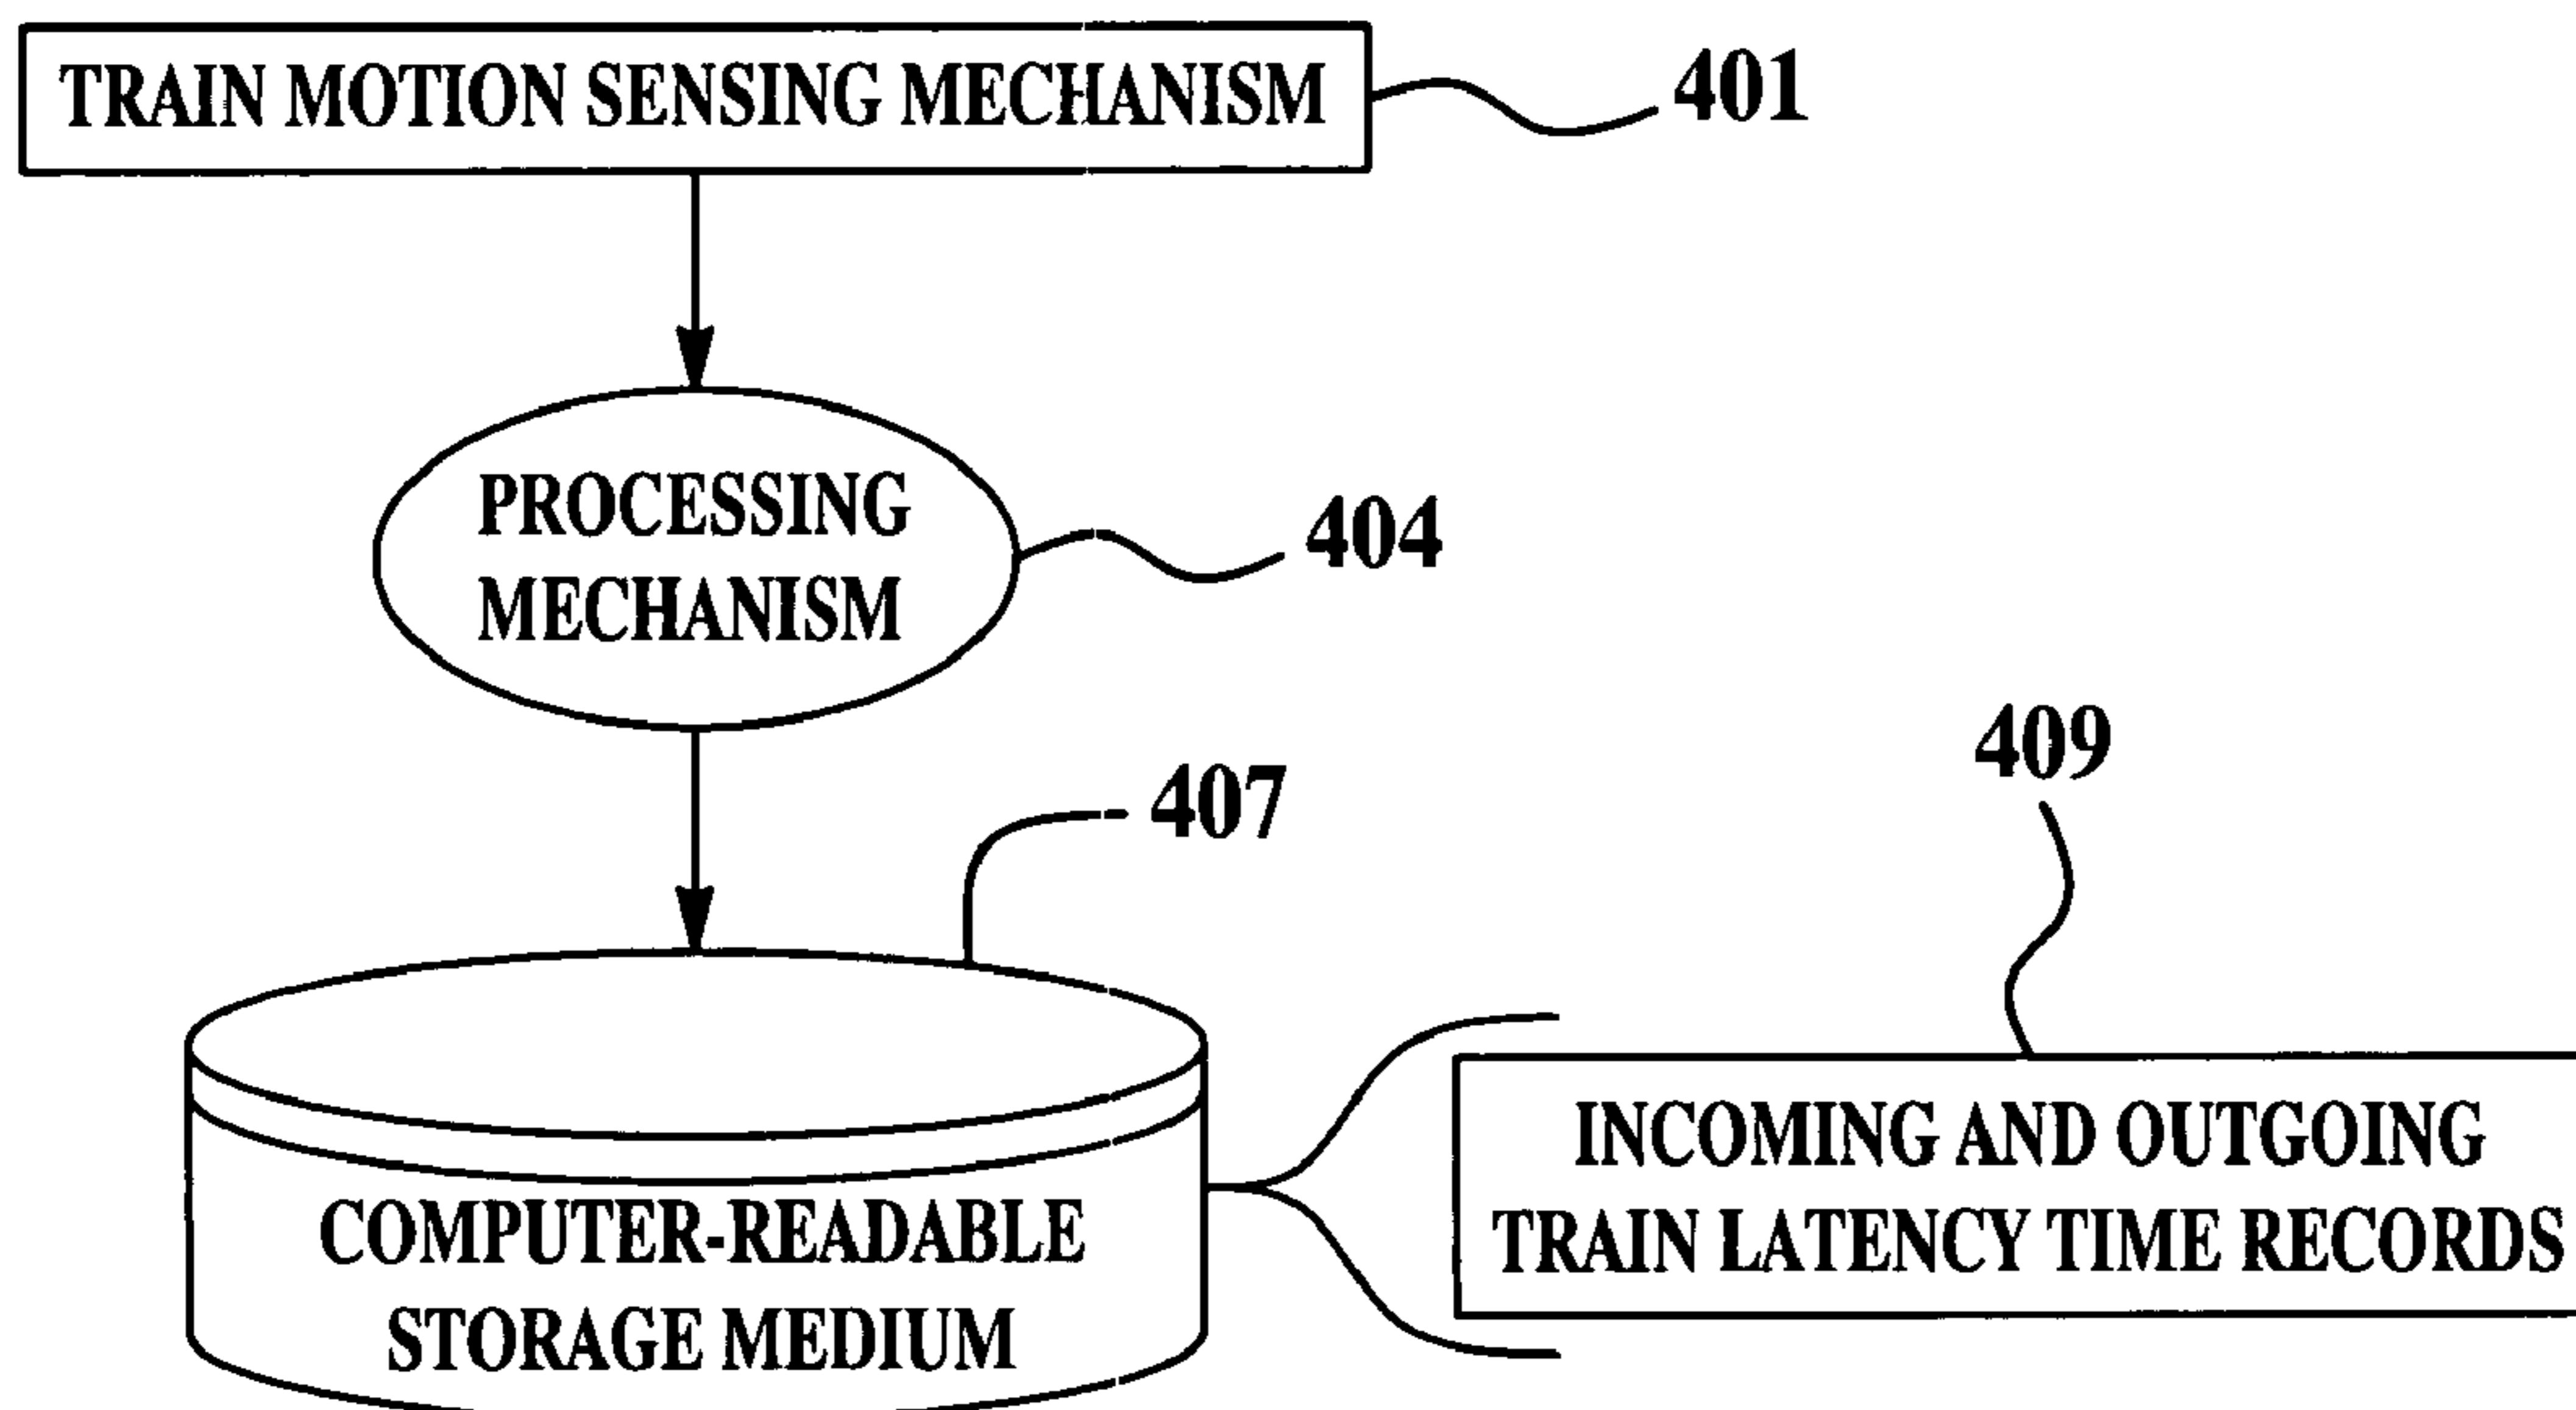 TRAIN MOTION SENSING MECHANISM
401
PROCESSING
MECHANISM
404
407
409
COMPUTER-READABLE
STORAGE MEDIUM
INCOMING AND OUTGOING
TRAIN LATENCY TIME RECORDS